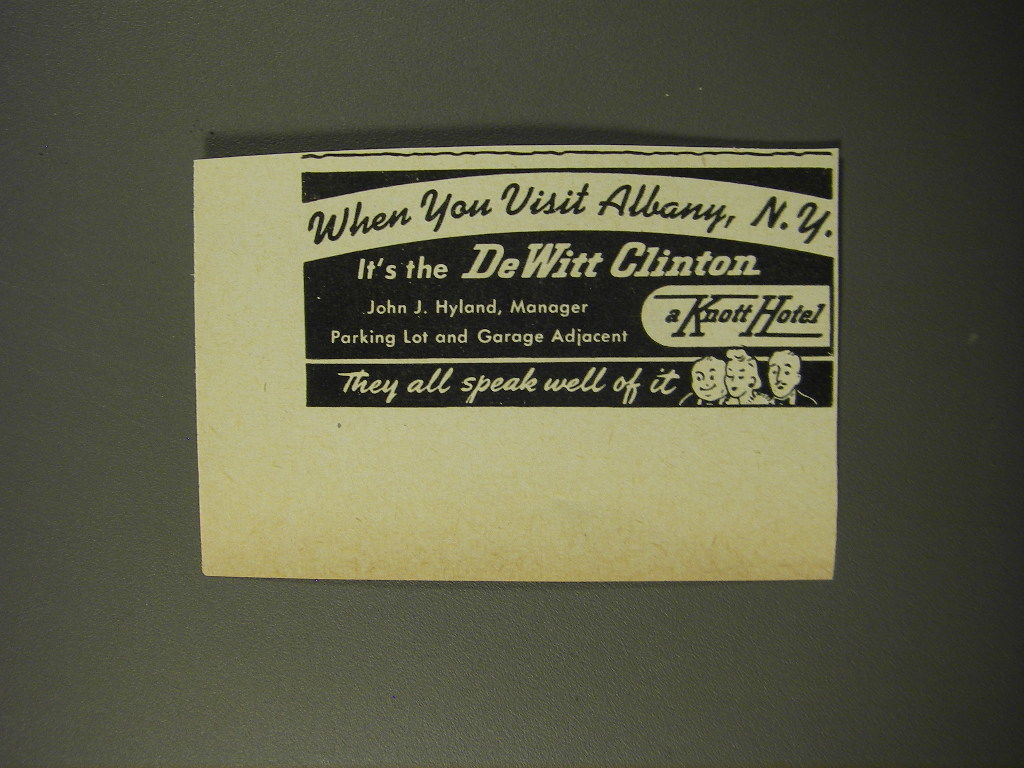 When You Visit Albany, N.Y.
It's the DeWitt Clinton
John J. Hyland, Manager
Parking Lot and Garage Adjacent
a Knott Hotel
They all speak well of it